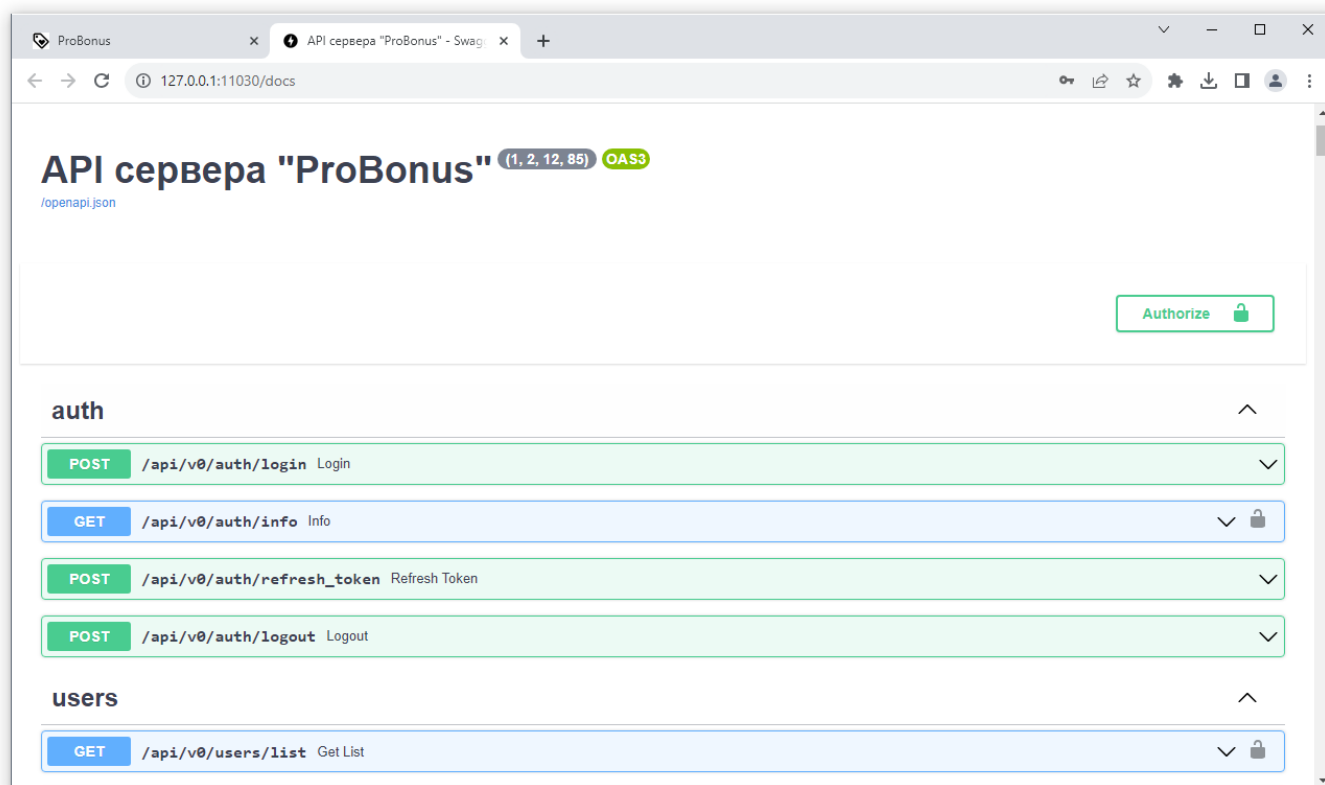 ProBonus
API сервера "ProBonus" - Swag
127.0.0.1:11030/docs
API сервера "ProBonus" (1, 2, 12, 85) OAS3
/openapi.json
Authorize
auth
POST /api/v0/auth/login Login
GET /api/v0/auth/info Info
POST /api/v0/auth/refresh_token Refresh Token
POST /api/v0/auth/logout Logout
users
GET /api/v0/users/list Get List